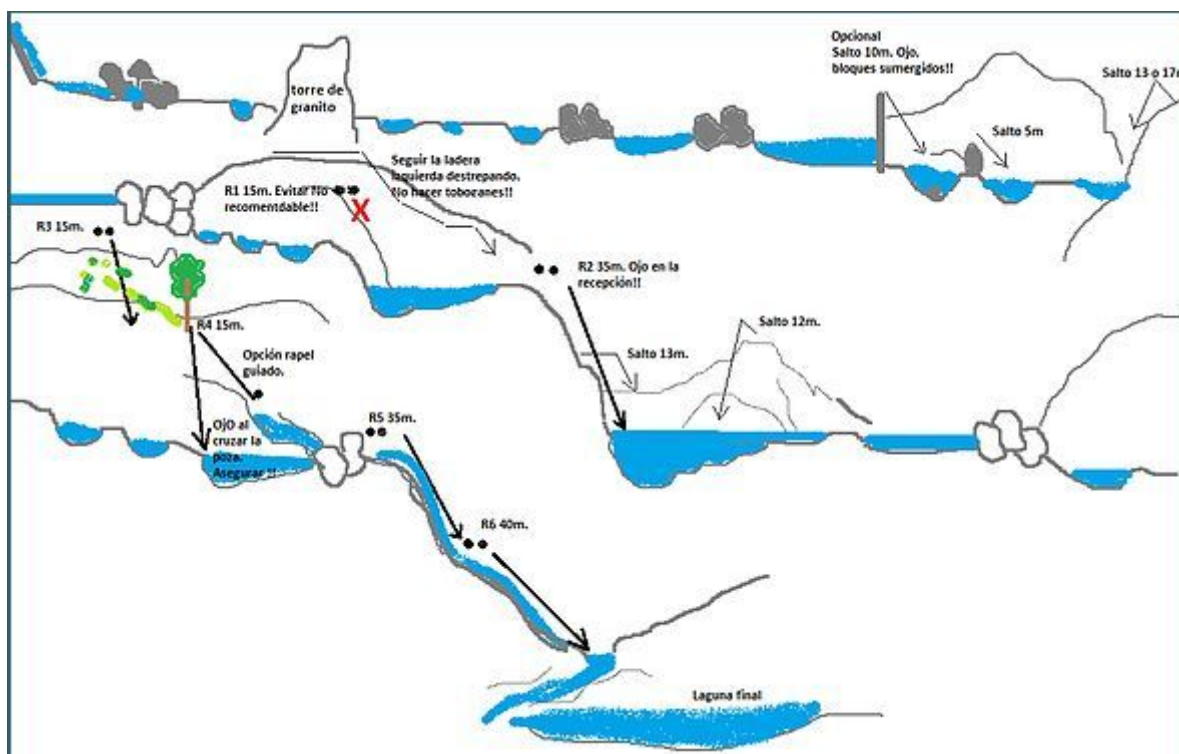 Opcional
Salto 10m. Ojo,
bloques sumergidos!!
Salto 13 o 17m
Salto 5m
torre de
granito
Seguir la ladera
izquierda destrepando.
No hacer tobozanes!!
R1 15m. Evitar No
recomentdable!!
R3 15m.
R2 35m. Ojo en la
recepción!!
R4 15m.
Salto 12m.
Opción rapel
guiado.
Salto 13m.
OjO al
cruzar la
poza.
Asegurar !!
R5 35m.
R6 40m.
Laguna final